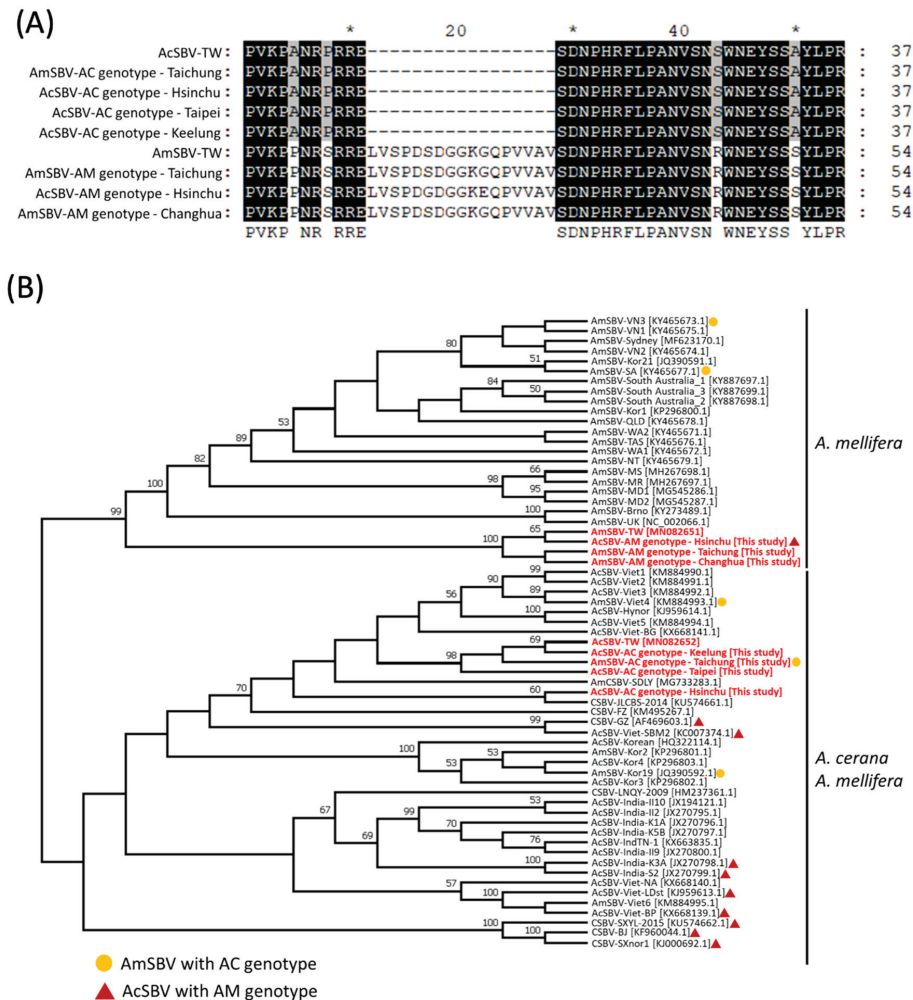 (A)
* 20 * 40 *
AcSBV-TW : PVKPANRPRRE-----------------SDNPHRFLPANVSNSWNEYSSAYLPR : 37
AmSBV-AC genotype - Taichung : PVKPANRPRRE-----------------SDNPHRFLPANVSNSWNEYSSAYLPR : 37
AcSBV-AC genotype - Hsinchu : PVKPANRPRRE-----------------SDNPHRFLPANVSNSWNEYSSAYLPR : 37
AcSBV-AC genotype - Taipei : PVKPANRPRRE-----------------SDNPHRFLPANVSNSWNEYSSAYLPR : 37
AcSBV-AC genotype - Keelung : PVKPANRPRRE-----------------SDNPHRFLPANVSNSWNEYSSAYLPR : 37
AmSBV-TW : PVKPPNRSRRELVSPDSDGGKGQPVVAVSDNPHRFLPANVSNRWNEYSSSYLPR : 54
AmSBV-AM genotype - Taichung : PVKPPNRSRRELVSPDSDGGKGQPVVAVSDNPHRFLPANVSNRWNEYSSSYLPR : 54
AcSBV-AM genotype - Hsinchu : PVKPPNRSRRELVSPDGDGGKEQPVVAVSDNPHRFLPANVSNRWNEYSSSYLPR : 54
AmSBV-AM genotype - Changhua : PVKPPNRSRRELVSPDSDGGKGQPVVAVSDNPHRFLPANVSNRWNEYSSSYLPR : 54
PVKP NR RRE SDNPHRFLPANVSN WNEYSS YLPR
(B)
AmSBV-VN3 [KY465673.1]
AmSBV-VN1 [KY465675.1]
80
AmSBV-Sydney [MF623170.1]
AmSBV-VN2 [KY465674.1]
51
AmSBV-Kor21 [JQ390591.1]
AmSBV-SA [KY465677.1]
84
AmSBV-South Australia_1 [KY887697.1]
50
AmSBV-South Australia_3 [KY887699.1]
AmSBV-South Australia_2 [KY887698.1]
AmSBV-Kor1 [KP296800.1]
53
AmSBV-QLD [KY465678.1]
AmSBV-WA2 [KY465671.1]
89
AmSBV-TAS [KY465676.1]
A. mellifera
82
AmSBV-WA1 [KY465672.1]
AmSBV-NT [KY465679.1]
66
AmSBV-MS [MH267698.1]
100
98
AmSBV-MR [MH267697.1]
95
AmSBV-MD1 [MG545286.1]
AmSBV-MD2 [MG545287.1]
99
100
AmSBV-Brno [KY273489.1]
AmSBV-UK [NC_002066.1]
65
AmSBV-TW [MN082651]
100
AcSBV-AM genotype - Hsinchu [This study]
AmSBV-AM genotype - Taichung [This study]
AmSBV-AM genotype - Changhua [This study]
99
AcSBV-Viet1 [KM884990.1]
90
AcSBV-Viet2 [KM884991.1]
89
AcSBV-Viet3 [KM884992.1]
56
AmSBV-Viet4 [KM884993.1]
100
AcSBV-Hynor [KJ959614.1]
AcSBV-Viet5 [KM884994.1]
AcSBV-Viet-BG [KX668141.1]
69
AcSBV-TW [MN082652]
AcSBV-AC genotype - Keelung [This study]
98
AmSBV-AC genotype - Taichung [This study]
AcSBV-AC genotype - Taipei [This study]
AmCSBV-SDLY [MG733283.1]
70
60
AcSBV-AC genotype - Hsinchu [This study]
CSBV-JLCBS-2014 [KU574661.1]
CSBV-FZ [KM495267.1]
99
CSBV-GZ [AF469603.1]
AcSBV-Viet-SBM2 [KC007374.1]
100
AcSBV-Korean [HQ322114.1]
53
AmSBV-Kor2 [KP296801.1]
A. cerana
53
AcSBV-Kor4 [KP296803.1]
AmSBV-Kor19 [JQ390592.1]
A. mellifera
AcSBV-Kor3 [KP296802.1]
CSBV-LNQY-2009 [HM237361.1]
67
53
AcSBV-India-II10 [JX194121.1]
99
AcSBV-India-II2 [JX270795.1]
70
AcSBV-India-K1A [JX270796.1]
69
AcSBV-India-K5B [JX270797.1]
76
AcSBV-IndTN-1 [KX663835.1]
AcSBV-India-II9 [JX270800.1]
100
AcSBV-India-K3A [JX270798.1]
AcSBV-India-S2 [JX270799.1]
57
AcSBV-Viet-NA [KX668140.1]
100
AcSBV-Viet-LDst [KJ959613.1]
AmSBV-Viet6 [KM884995.1]
AcSBV-Viet-BP [KX668139.1]
100
CSBV-SXYL-2015 [KU574662.1]
100
CSBV-BJ [KF960044.1]
CSBV-SXnor1 [KJ000692.1]
AmSBV with AC genotype
AcSBV with AM genotype